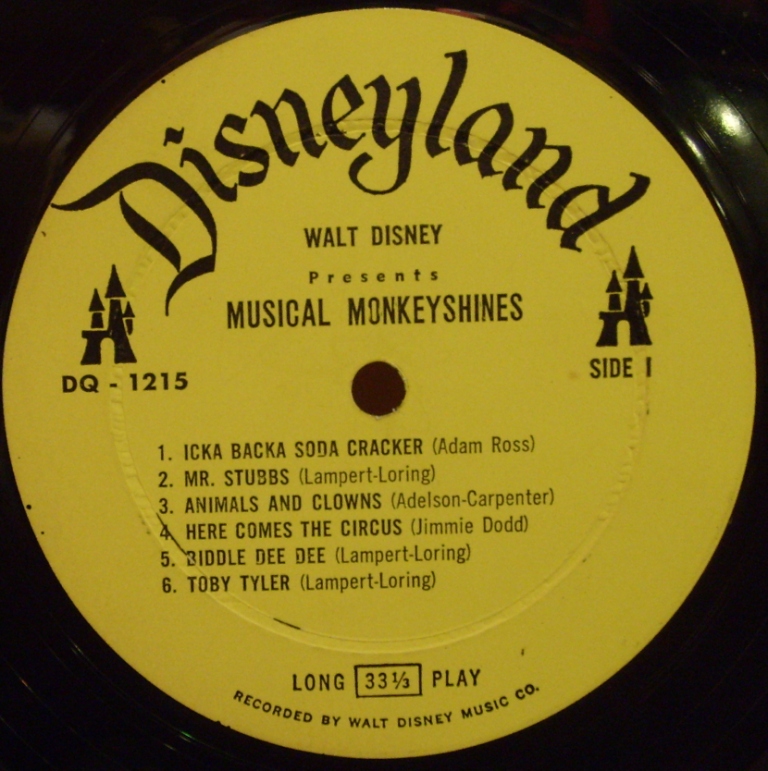 Disneyland
WALT DISNEY
Presents
MUSICAL MONKEYSHINES
DQ - 1215
SIDE 1
1. ICKA BACKA SODA CRACKER (Adam Ross)
2. MR. STUBBS (Lampert-Loring)
3. ANIMALS AND CLOWNS (Adelson-Carpenter)
4. HERE COMES THE CIRCUS (Jimmie Dodd)
5. BIDDLE DEE DEE (Lampert-Loring)
6. TOBY TYLER (Lampert-Loring)
LONG 33⅓ PLAY
RECORDED BY WALT DISNEY MUSIC CO.